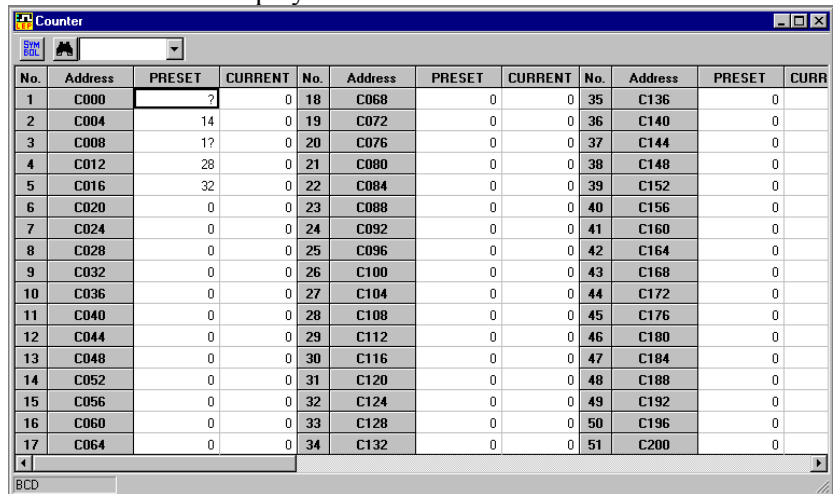 Counter
SYM BOL
No. Address PRESET CURRENT No. Address PRESET CURRENT No. Address PRESET CURR
1 C000 ? 0 18 C068 0 0 35 C136 0
2 C004 14 0 19 C072 0 0 36 C140 0
3 C008 1? 0 20 C076 0 0 37 C144 0
4 C012 28 0 21 C080 0 0 38 C148 0
5 C016 32 0 22 C084 0 0 39 C152 0
6 C020 0 0 23 C088 0 0 40 C156 0
7 C024 0 0 24 C092 0 0 41 C160 0
8 C028 0 0 25 C096 0 0 42 C164 0
9 C032 0 0 26 C100 0 0 43 C168 0
10 C036 0 0 27 C104 0 0 44 C172 0
11 C040 0 0 28 C108 0 0 45 C176 0
12 C044 0 0 29 C112 0 0 46 C180 0
13 C048 0 0 30 C116 0 0 47 C184 0
14 C052 0 0 31 C120 0 0 48 C188 0
15 C056 0 0 32 C124 0 0 49 C192 0
16 C060 0 0 33 C128 0 0 50 C196 0
17 C064 0 0 34 C132 0 0 51 C200 0
BCD